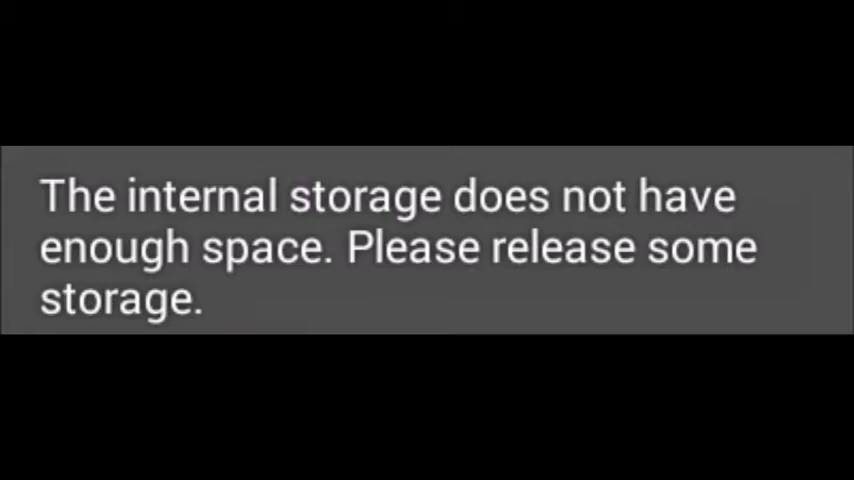 The internal storage does not have
enough space. Please release some
storage.